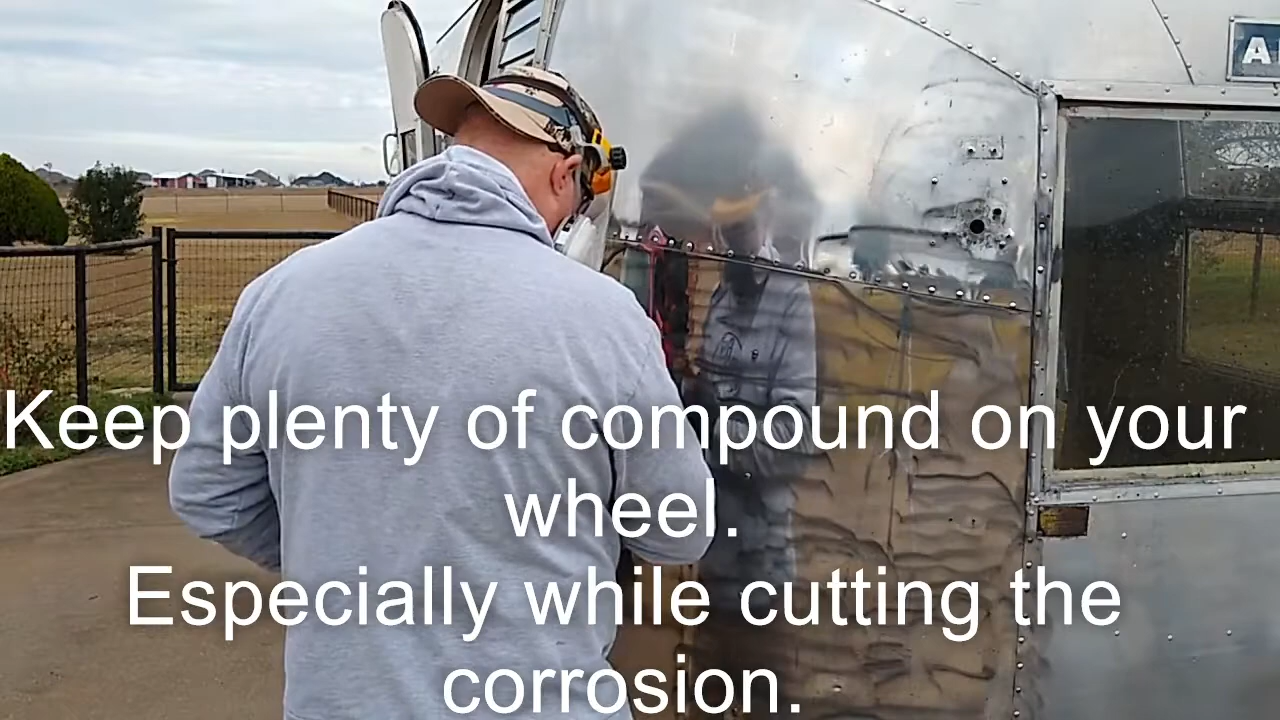 A
Keep plenty of compound on your
wheel.
Especially while cutting the
corrosion.